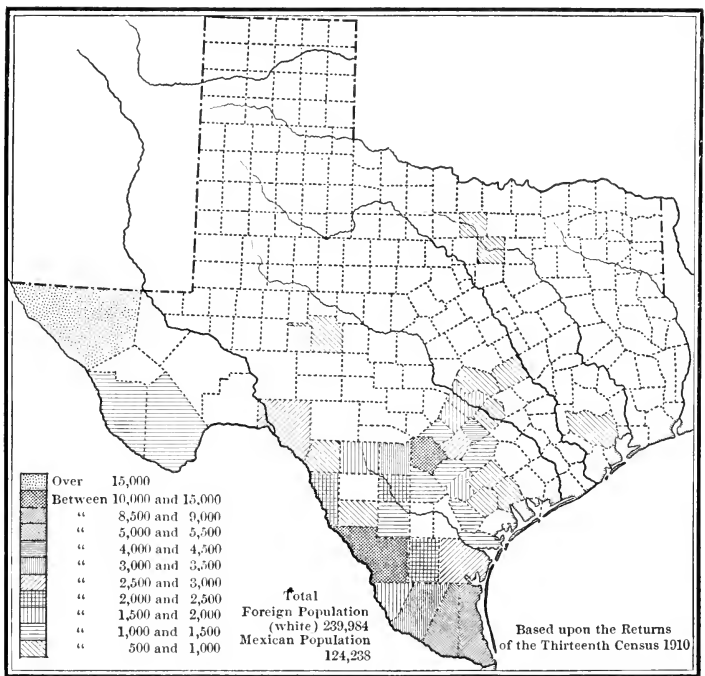 Over 15,000
Between 10,000 and 15,000
“ 8,500 and 9,000
“ 5,000 and 5,500
“ 4,000 and 4,500
“ 3,000 and 3,500
“ 2,500 and 3,000
“ 2,000 and 2,500
“ 1,500 and 2,000
“ 1,000 and 1,500
“ 500 and 1,000
Total
Foreign Population
(white) 239,984
Mexican Population
124,238
Based upon the Returns
of the Thirteenth Census 1910